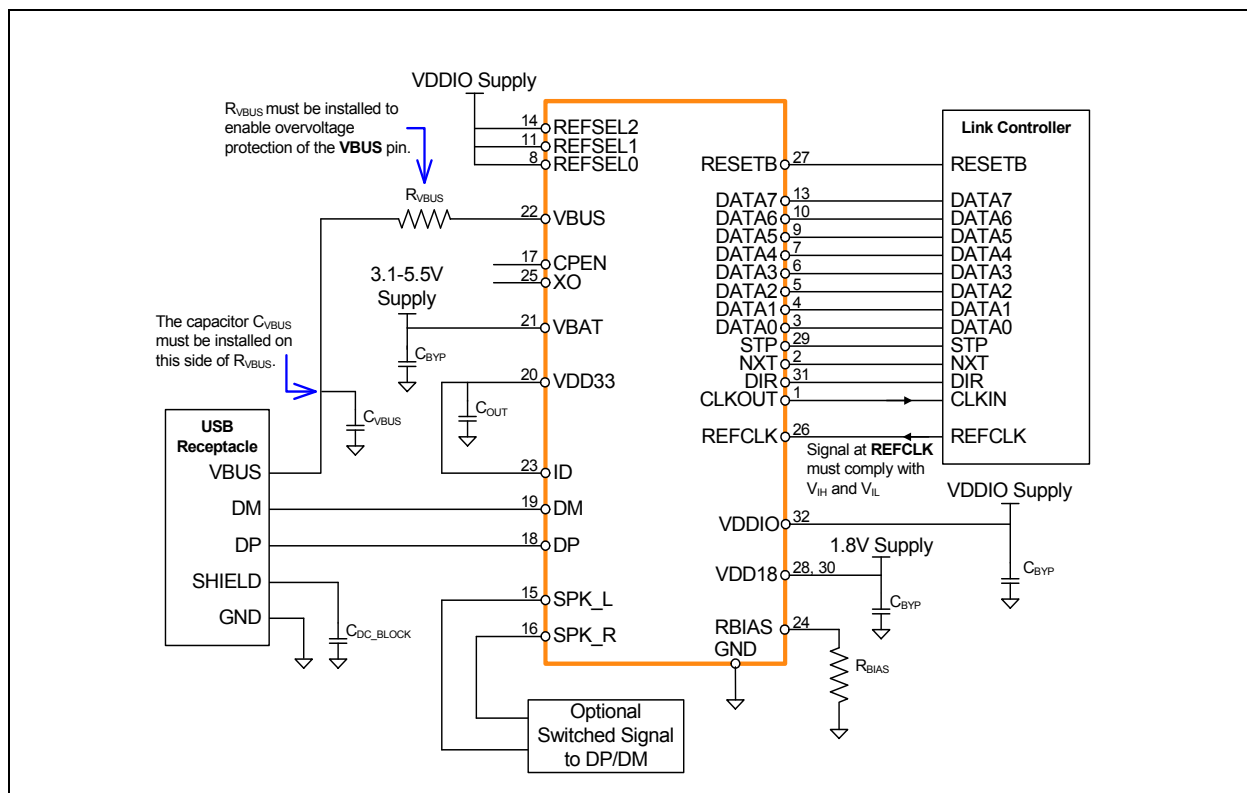 VDDIO Supply
RVBUS must be installed to
enable overvoltage
protection of the VBUS pin.
14
REFSEL2
11
REFSEL1
8
REFSEL0
RVBUS
22
VBUS
17
CPEN
25
XO
3.1-5.5V
Supply
21
VBAT
CBYP
The capacitor CVBUS
must be installed on
this side of RVBUS.
20
VDD33
COUT
CVBUS
USB
Receptacle
VBUS
DM
DP
SHIELD
GND
CDC_BLOCK
23
ID
19
DM
18
DP
15
SPK_L
16
SPK_R
Optional
Switched Signal
to DP/DM
Link Controller
RESETB
27
RESETB
DATA7
13
DATA7
DATA6
10
DATA6
DATA5
9
DATA5
DATA4
7
DATA4
DATA3
6
DATA3
DATA2
5
DATA2
DATA1
4
DATA1
DATA0
3
DATA0
STP
29
STP
NXT
2
NXT
DIR
31
DIR
CLKOUT
1
CLKIN
REFCLK
26
REFCLK
Signal at REFCLK
must comply with
VIH and VIL
VDDIO Supply
VDDIO
32
CBYP
1.8V Supply
VDD18
28, 30
CBYP
RBIAS
24
GND
RBIAS